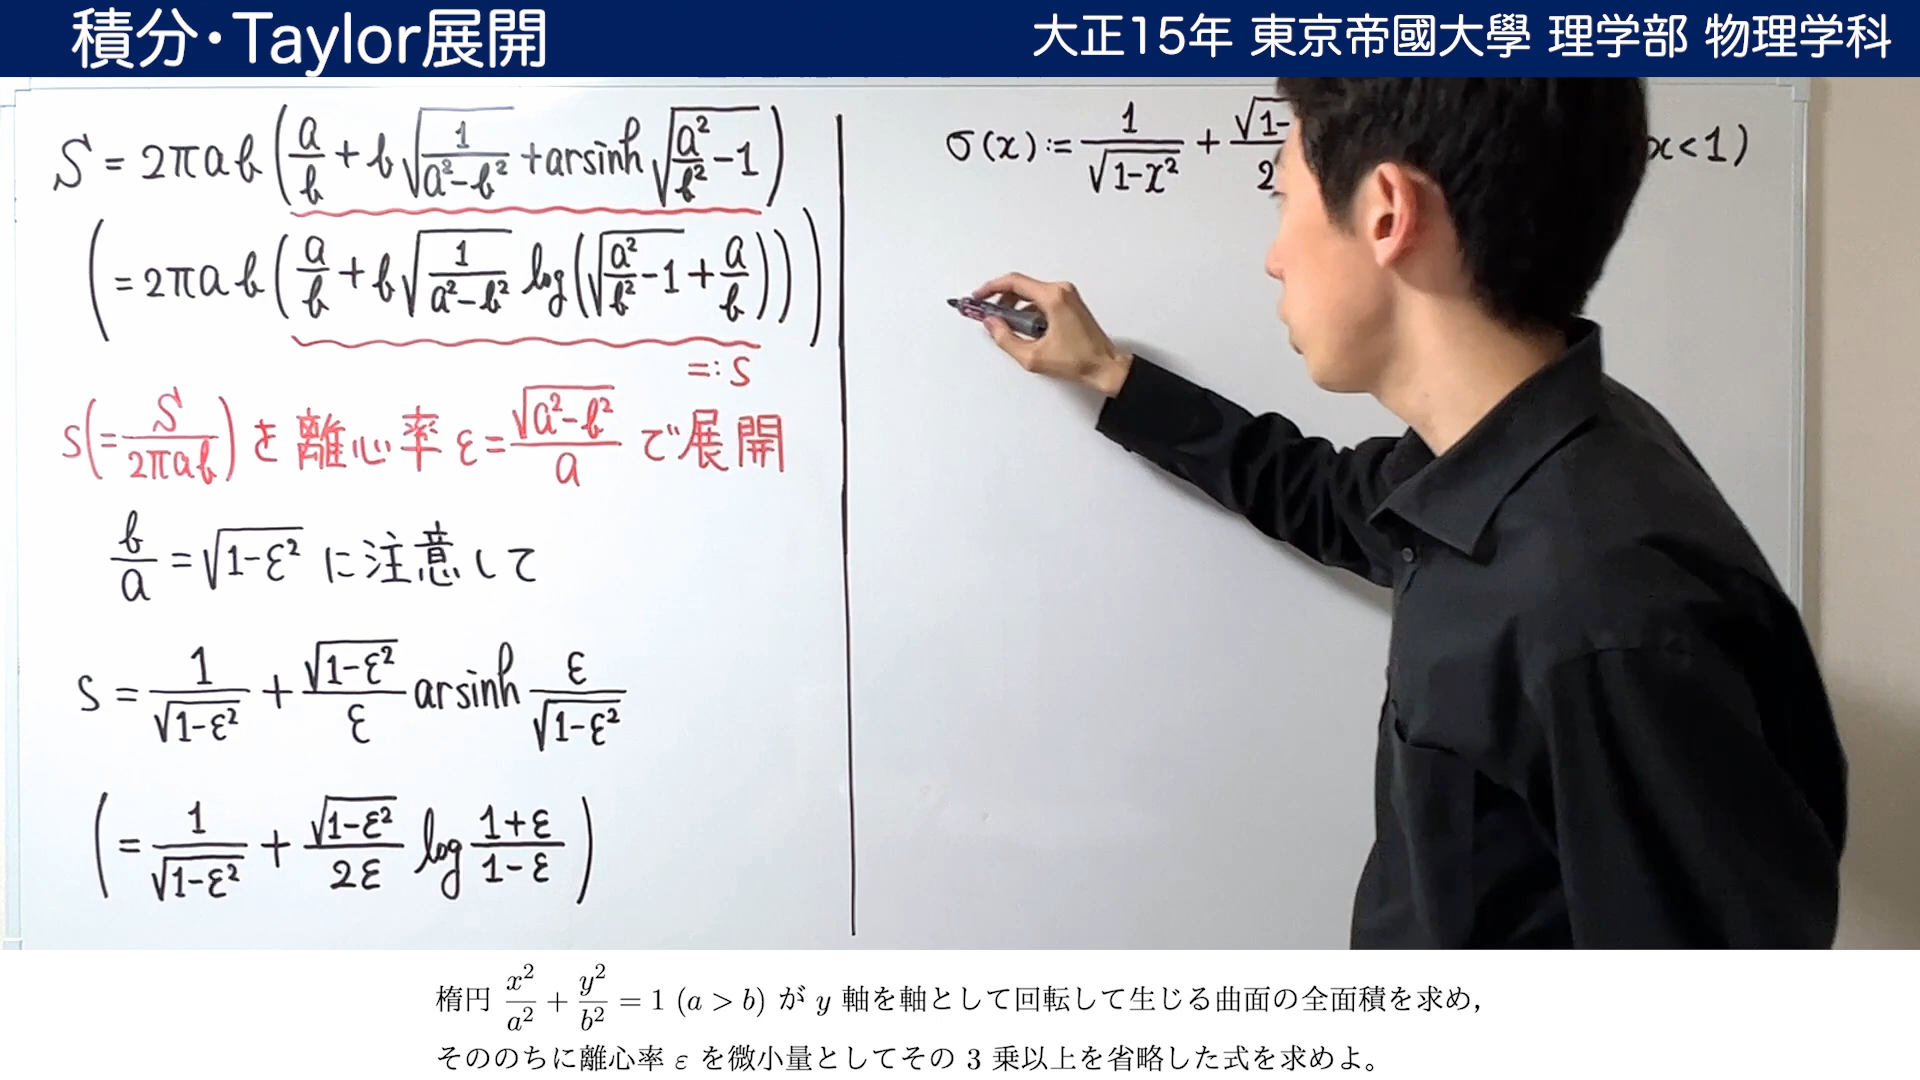 積分・Taylor展開
大正15年 東京帝國大學 理学部 物理学科
S = 2πab(a/b + b√(1/(a²-b²)) + arsinh√(a²/b²-1))
(= 2πab(a/b + b√(1/(a²-b²)) log(√(a²/b²-1) + a/b)))
=: s
s(= S/2πab) を離心率 ε = √(a²-b²)/a で展開
b/a = √(1-ε²) に注意して
s = 1/√(1-ε²) + √(1-ε²)/ε arsinh ε/√(1-ε²)
(= 1/√(1-ε²) + √(1-ε²)/2ε log (1+ε)/(1-ε))
σ(x) := 1/√(1-x²) + √1- / 2 x<1)
楕円 x²/a² + y²/b² = 1 (a > b) が y 軸を軸として回転して生じる曲面の全面積を求め,
そののちに離心率 ε を微小量としてその 3 乗以上を省略した式を求めよ。